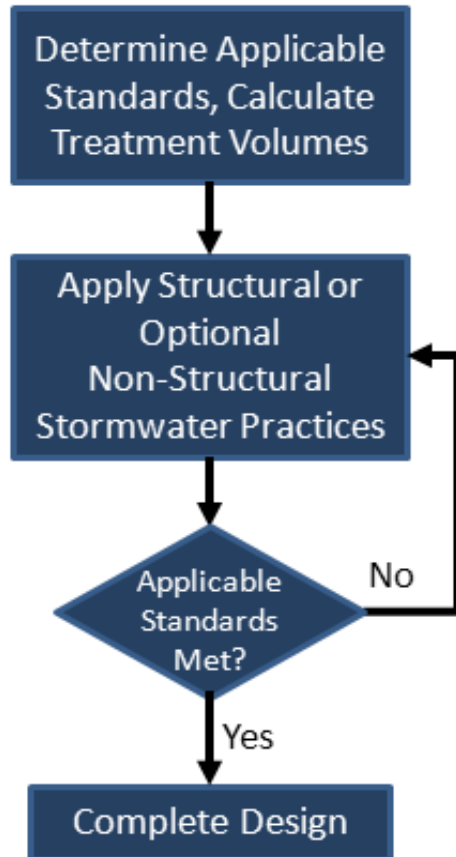 Determine Applicable
Standards, Calculate
Treatment Volumes
Apply Structural or
Optional
Non-Structural
Stormwater Practices
Applicable
Standards
Met?
No
Yes
Complete Design